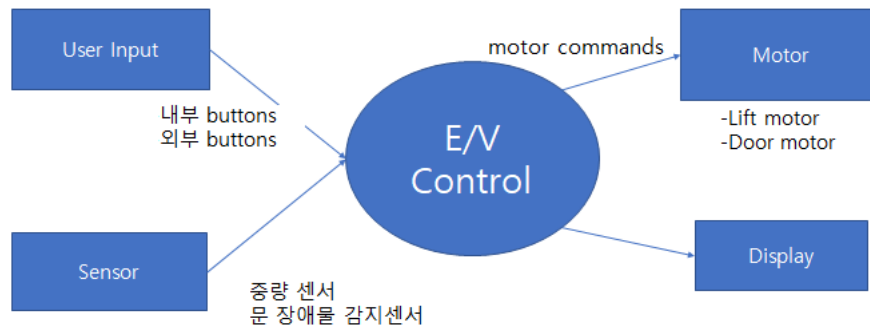 User Input
내부 buttons
외부 buttons
Sensor
중량 센서
문 장애물 감지센서
E/V
Control
motor commands
Motor
-Lift motor
-Door motor
Display